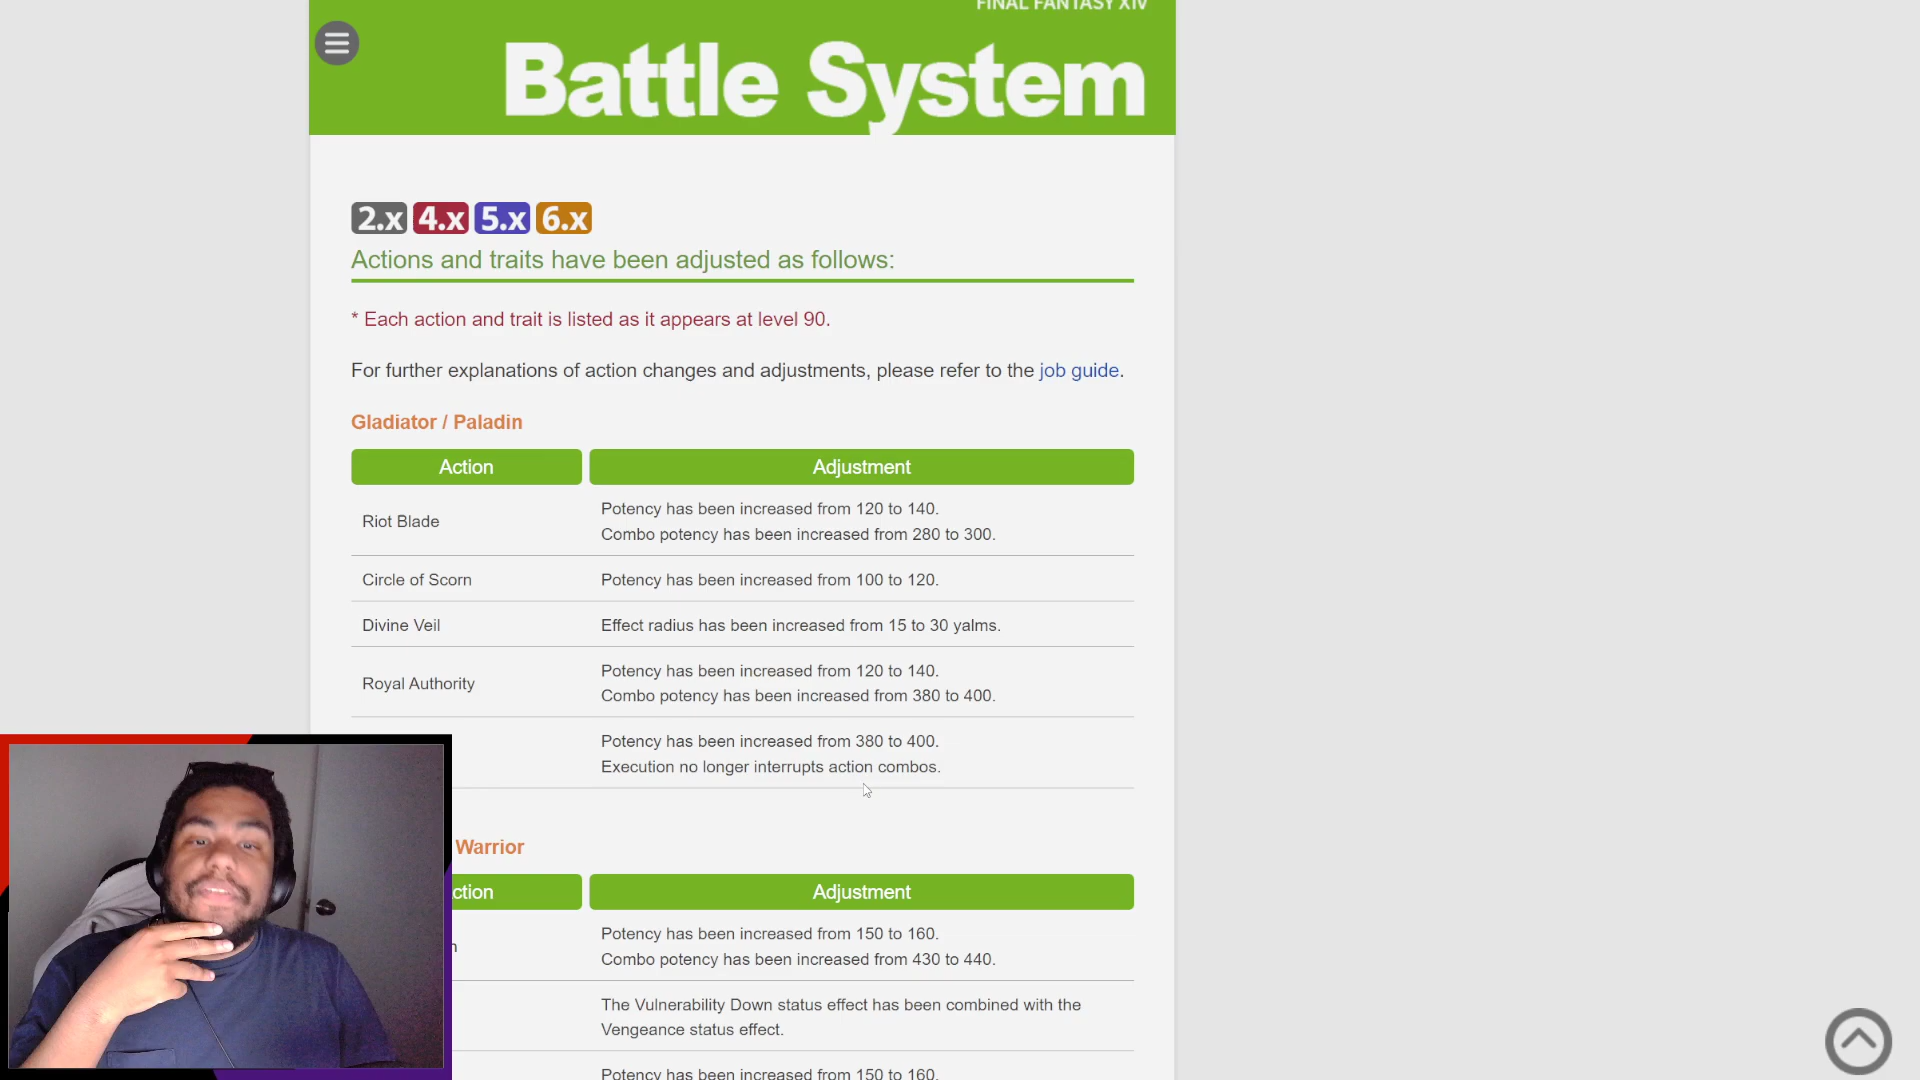 FINAL FANTASY XIV
Battle System
2.x 4.x 5.x 6.x
Actions and traits have been adjusted as follows:
* Each action and trait is listed as it appears at level 90.
For further explanations of action changes and adjustments, please refer to the job guide.
Gladiator / Paladin
Action Adjustment
Riot Blade
Potency has been increased from 120 to 140.
Combo potency has been increased from 280 to 300.
Circle of Scorn
Potency has been increased from 100 to 120.
Divine Veil
Effect radius has been increased from 15 to 30 yalms.
Royal Authority
Potency has been increased from 120 to 140.
Combo potency has been increased from 380 to 400.
Potency has been increased from 380 to 400.
Execution no longer interrupts action combos.
Warrior
ction Adjustment
Potency has been increased from 150 to 160.
Combo potency has been increased from 430 to 440.
The Vulnerability Down status effect has been combined with the
Vengeance status effect.
Potency has been increased from 150 to 160.